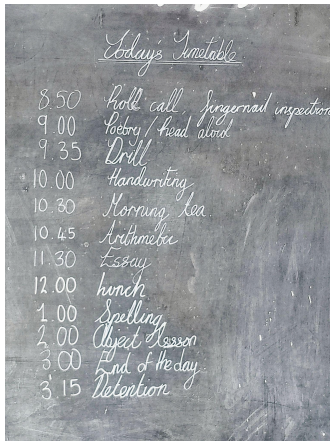 Today's Timetable
8.50 Roll call fingernail inspection
9.00 Poetry / Read aloud
9.35 Drill
10.00 Handwriting
10.30 Morning tea
10.45 Arithmetic
11.30 Essay
12.00 Lunch
1.00 Spelling
2.00 Object Lesson
3.00 End of the day
3.15 Detention